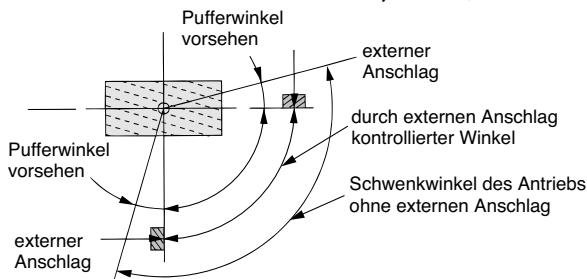 Pufferwinkel
vorsehen
externer
Anschlag
durch externen Anschlag
kontrollierter Winkel
Pufferwinkel
vorsehen
Schwenkwinkel des Antriebs
ohne externen Anschlag
externer
Anschlag